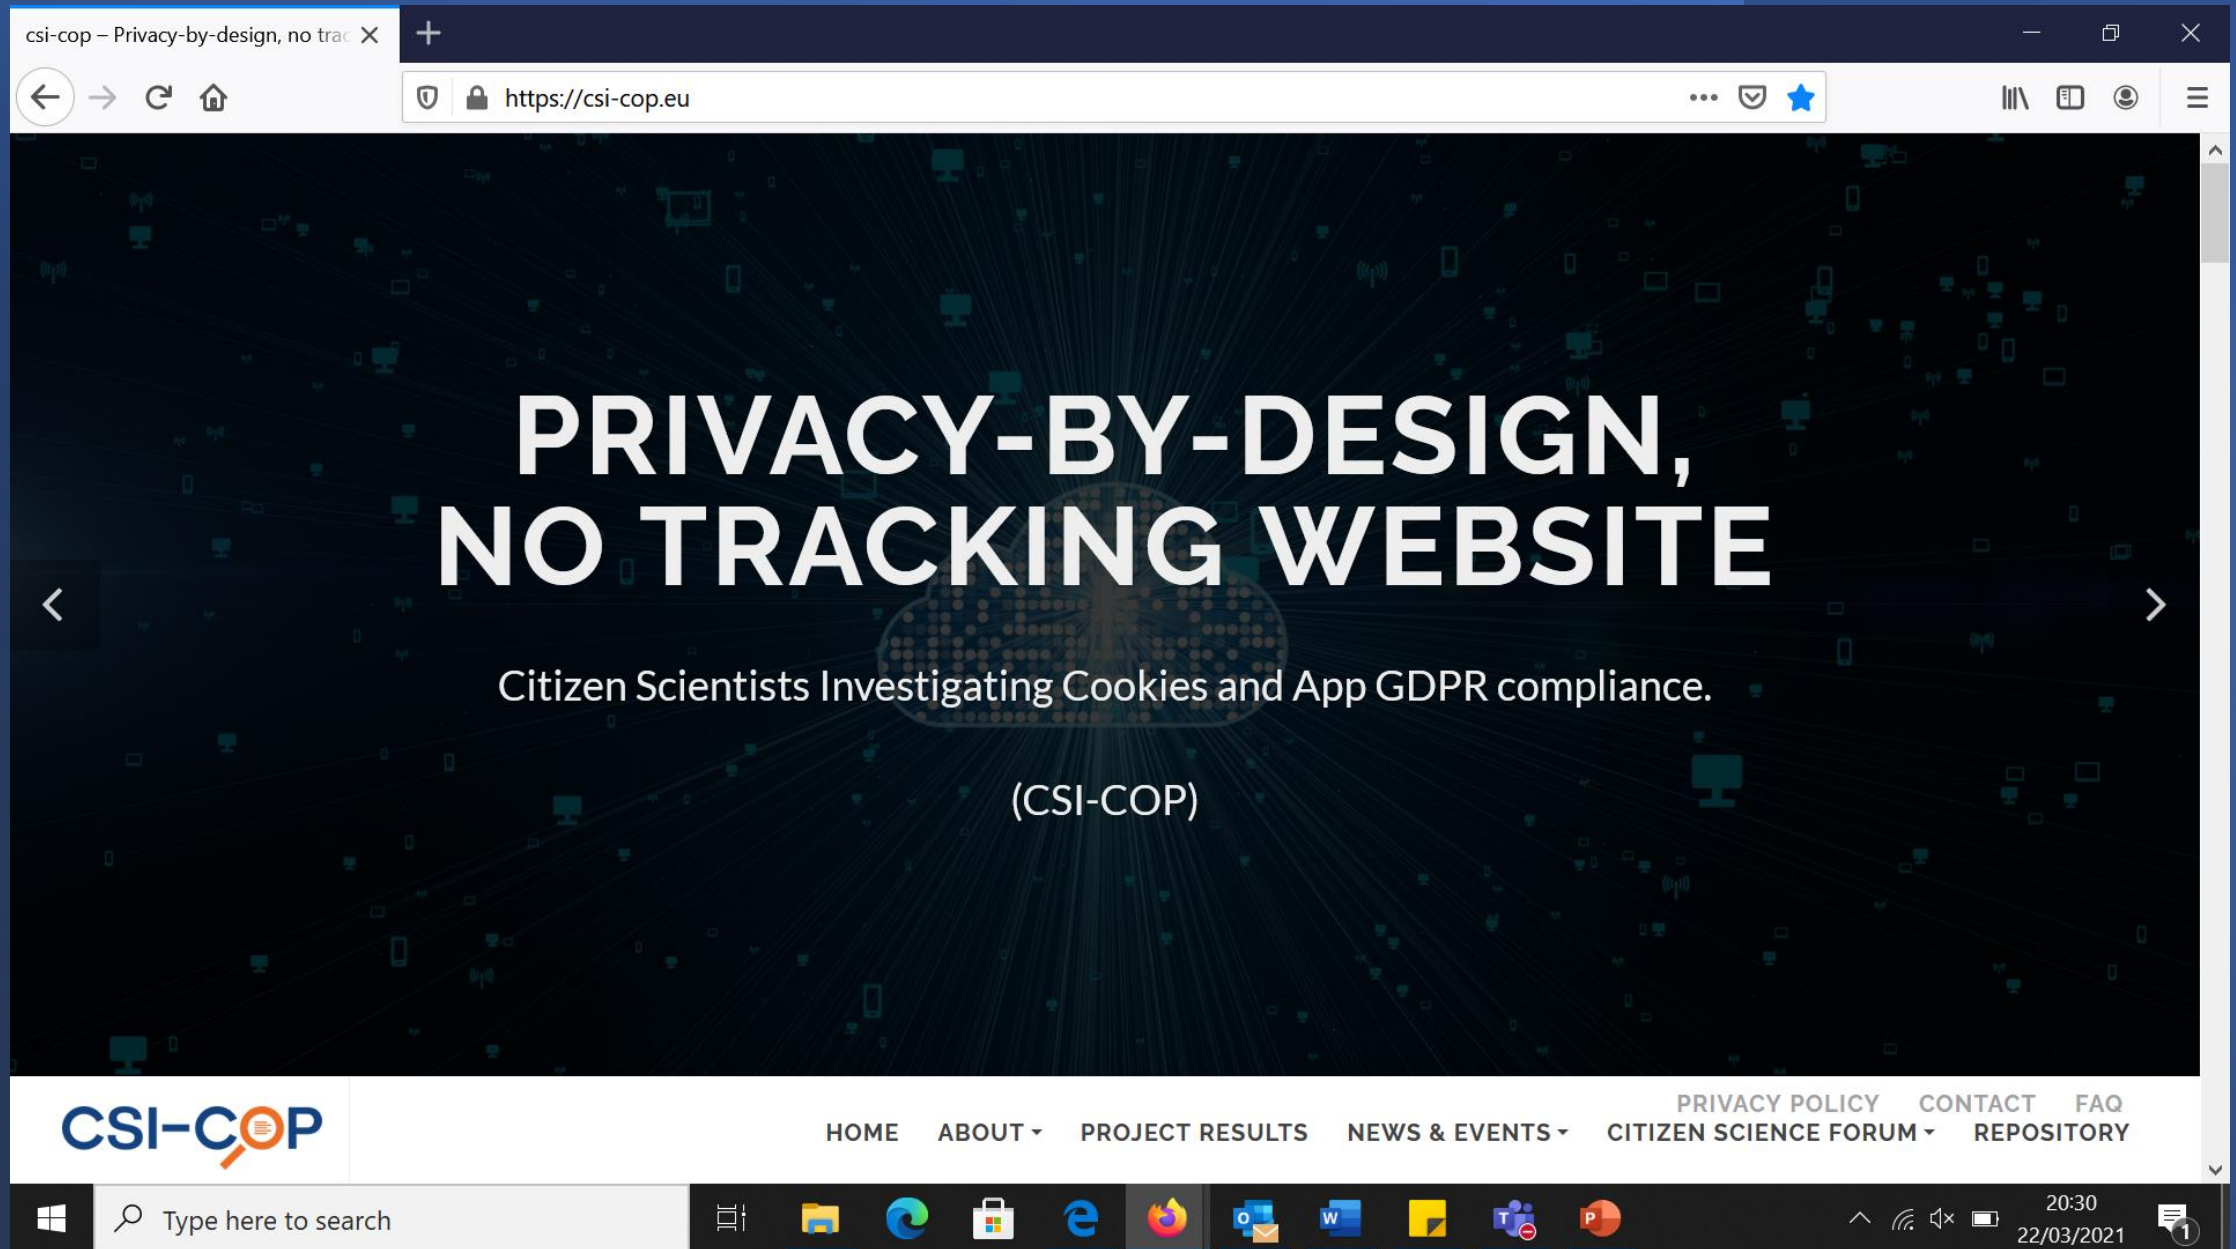 csi-cop – Privacy-by-design, no trac
https://csi-cop.eu
PRIVACY-BY-DESIGN,
NO TRACKING WEBSITE
Citizen Scientists Investigating Cookies and App GDPR compliance.
(CSI-COP)
CSI-COP
PRIVACY POLICY CONTACT FAQ
HOME ABOUT PROJECT RESULTS NEWS & EVENTS CITIZEN SCIENCE FORUM REPOSITORY
Type here to search
20:30
22/03/2021
1